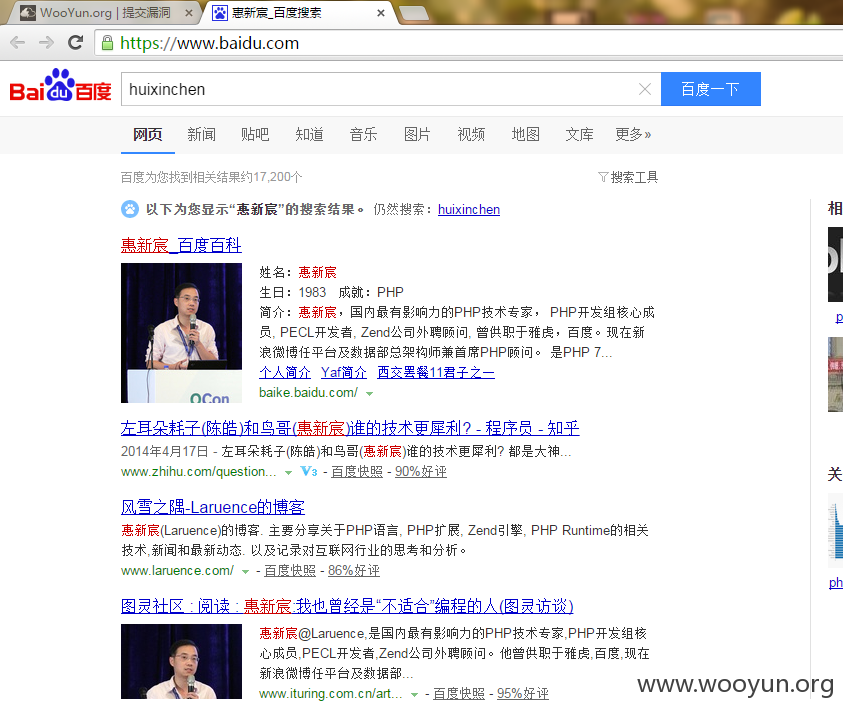 WooYun.org | 提交漏洞
惠新宸_百度搜索
https://www.baidu.com
Bai du 百度
huixinchen
百度一下
网页 新闻 贴吧 知道 音乐 图片 视频 地图 文库 更多»
百度为您找到相关结果约17,200个
搜索工具
以下为您显示“惠新宸”的搜索结果。 仍然搜索：huixinchen
相
惠新宸_百度百科
姓名：惠新宸
生日：1983 成就：PHP
简介：惠新宸，国内最有影响力的PHP技术专家， PHP开发组核心成
员, PECL开发者, Zend公司外聘顾问, 曾供职于雅虎，百度。现在新
浪微博任平台及数据部总架构师兼首席PHP顾问。 是PHP 7...
个人简介 Yaf简介 西交罢餐11君子之一
baike.baidu.com/
QCon
p
左耳朵耗子(陈皓)和鸟哥(惠新宸)谁的技术更犀利? - 程序员 - 知乎
2014年4月17日 - 左耳朵耗子(陈皓)和鸟哥(惠新宸)谁的技术更犀利? 都是大神...
www.zhihu.com/question... V3 - 百度快照 - 90%好评
关
风雪之隅-Laruence的博客
惠新宸(Laruence)的博客. 主要分享关于PHP语言, PHP扩展, Zend引擎, PHP Runtime的相关
技术,新闻和最新动态. 以及记录对互联网行业的思考和分析。
www.laruence.com/ - 百度快照 - 86%好评
ph
图灵社区 : 阅读 : 惠新宸:我也曾经是“不适合”编程的人(图灵访谈)
惠新宸@Laruence,是国内最有影响力的PHP技术专家,PHP开发组核
心成员,PECL开发者,Zend公司外聘顾问。他曾供职于雅虎,百度,现在
新浪微博任平台及数据部...
www.ituring.com.cn/art... - 百度快照 - 95%好评
www.wooyun.org